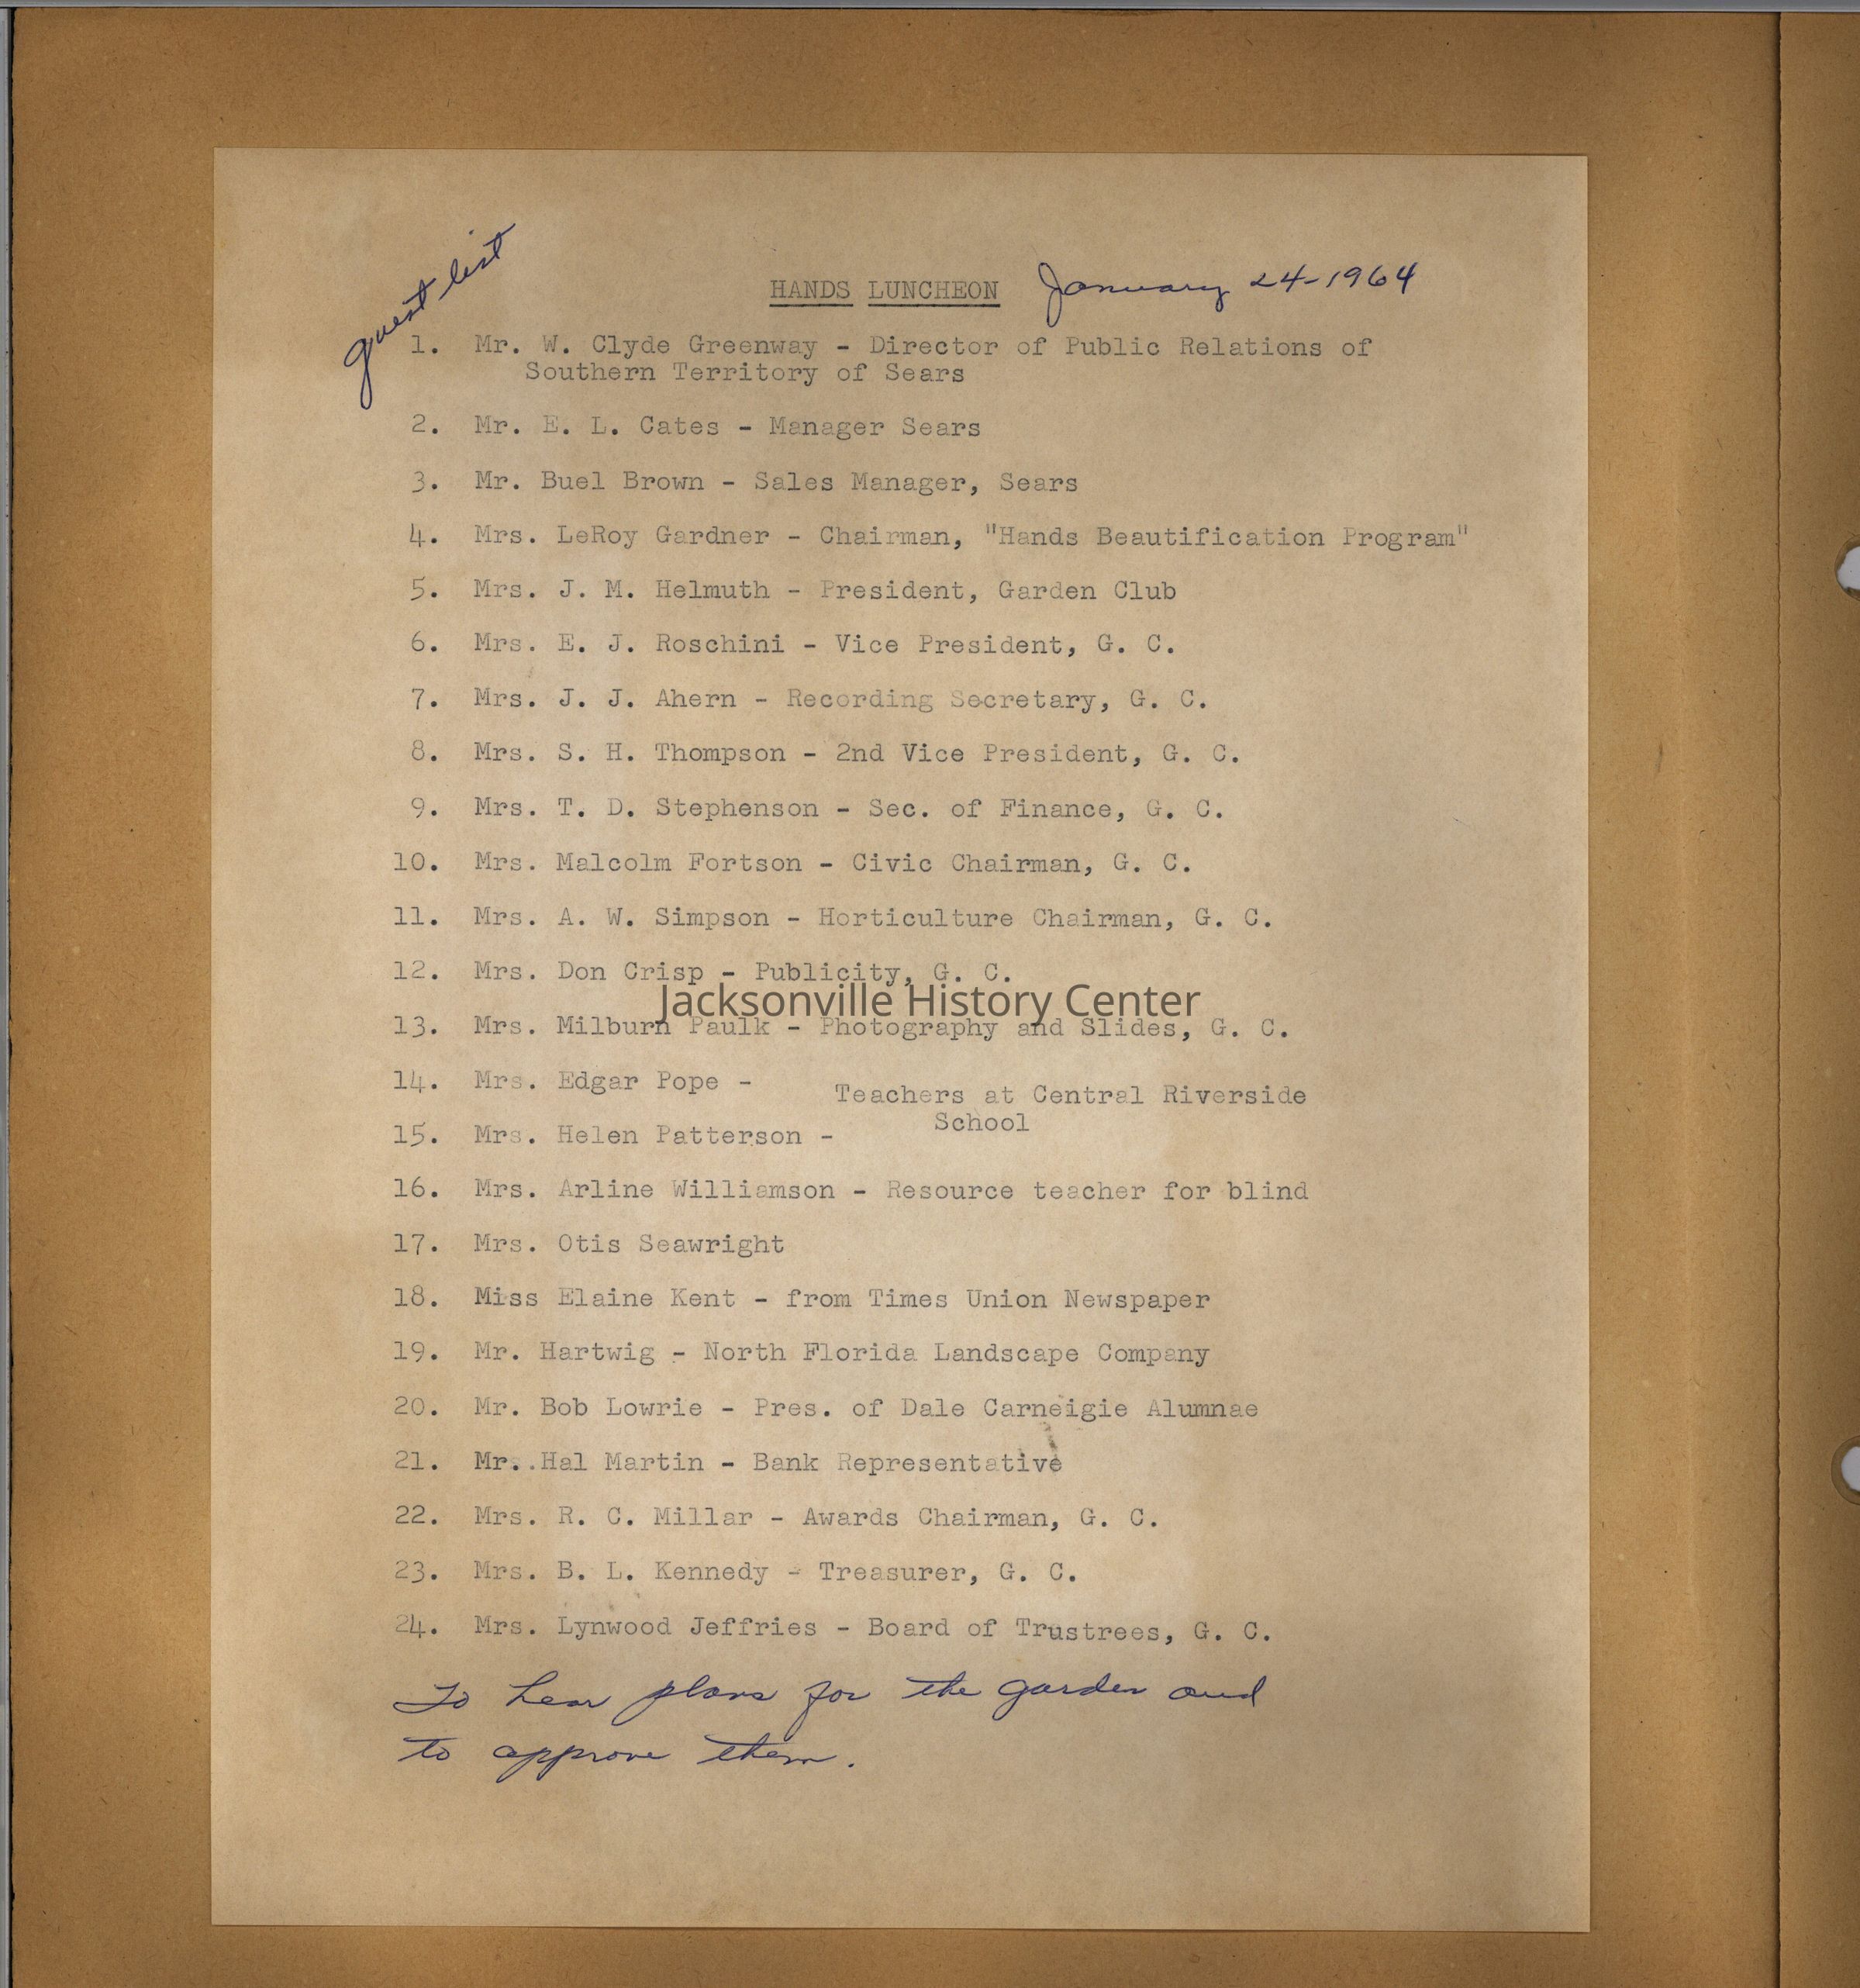 guest list
HANDS LUNCHEON January 24-1964
1. Mr. W. Clyde Greenway - Director of Public Relations of
Southern Territory of Sears
2. Mr. E. L. Cates - Manager Sears
3. Mr. Buel Brown - Sales Manager, Sears
4. Mrs. LeRoy Gardner - Chairman, "Hands Beautification Program"
5. Mrs. J. M. Helmuth - President, Garden Club
6. Mrs. E. J. Roschini - Vice President, G. C.
7. Mrs. J. J. Ahern - Recording Secretary, G. C.
8. Mrs. S. H. Thompson - 2nd Vice President, G. C.
9. Mrs. T. D. Stephenson - Sec. of Finance, G. C.
10. Mrs. Malcolm Fortson - Civic Chairman, G. C.
11. Mrs. A. W. Simpson - Horticulture Chairman, G. C.
12. Mrs. Don Crisp - Publicity, G. C.
Jacksonville History Center
13. Mrs. Milburn Paulk - Photography and Slides, G. C.
14. Mrs. Edgar Pope -
Teachers at Central Riverside
School
15. Mrs. Helen Patterson -
16. Mrs. Arline Williamson - Resource teacher for blind
17. Mrs. Otis Seawright
18. Miss Elaine Kent - from Times Union Newspaper
19. Mr. Hartwig - North Florida Landscape Company
20. Mr. Bob Lowrie - Pres. of Dale Carneigie Alumnae
21. Mr..Hal Martin - Bank Representative
22. Mrs. R. C. Millar - Awards Chairman, G. C.
23. Mrs. B. L. Kennedy - Treasurer, G. C.
24. Mrs. Lynwood Jeffries - Board of Trustrees, G. C.
To hear plans for the garden and
to approve them.